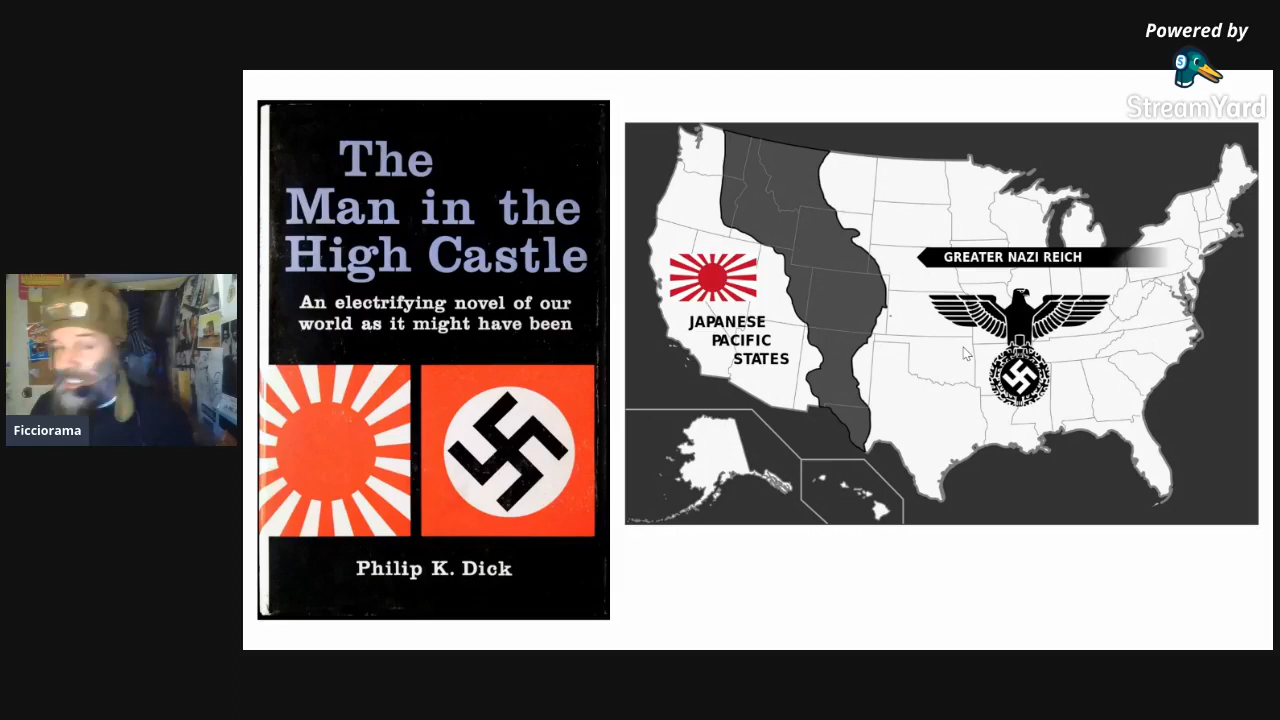 Powered by
StreamYard
The
Man in the
High Castle
An electrifying novel of our
world as it might have been
Philip K. Dick
GREATER NAZI REICH
JAPANESE
PACIFIC
STATES
Ficciorama